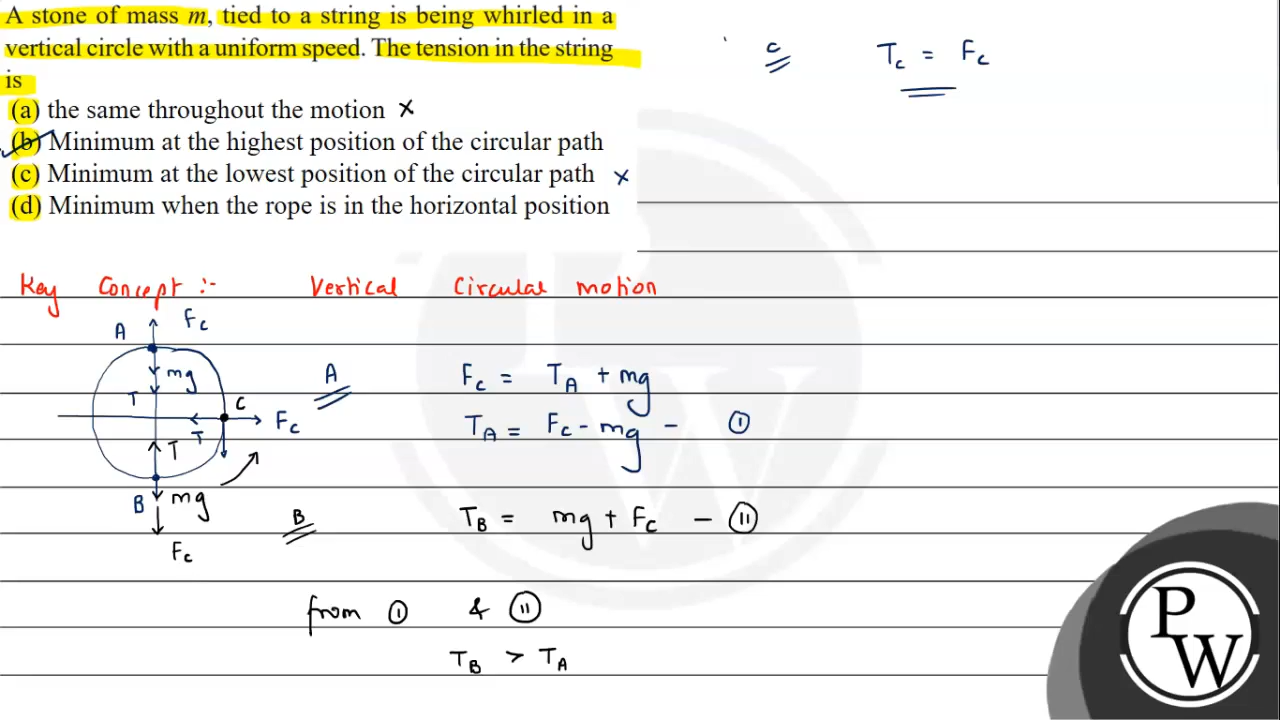 A stone of mass m, tied to a string is being whirled in a
vertical circle with a uniform speed. The tension in the string
is
(a) the same throughout the motion ×
(b) Minimum at the highest position of the circular path
(c) Minimum at the lowest position of the circular path ×
(d) Minimum when the rope is in the horizontal position
C Tc = Fc
Key Concept :- Vertical Circular motion
A Fc
mg
T
C
Fc
T
T
B mg
Fc
A Fc = TA + mg
TA = Fc - mg - ①
B TB = mg + Fc - ⑪
from ① & ⑪
TB > TA
P
W